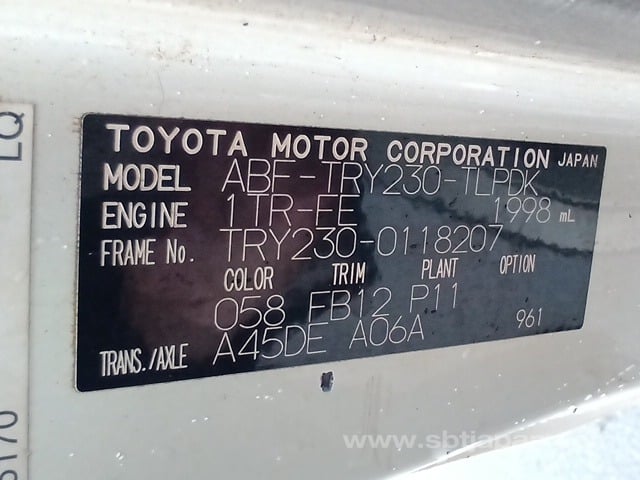 TOYOTA MOTOR CORPORATION JAPAN
MODEL ABF-TRY230-TLPDK
ENGINE 1TR-FE 1998 mL
FRAME No. TRY230-0118207
COLOR TRIM PLANT OPTION
058 FB12 P11
961
TRANS./AXLE A45DE A06A
LQ